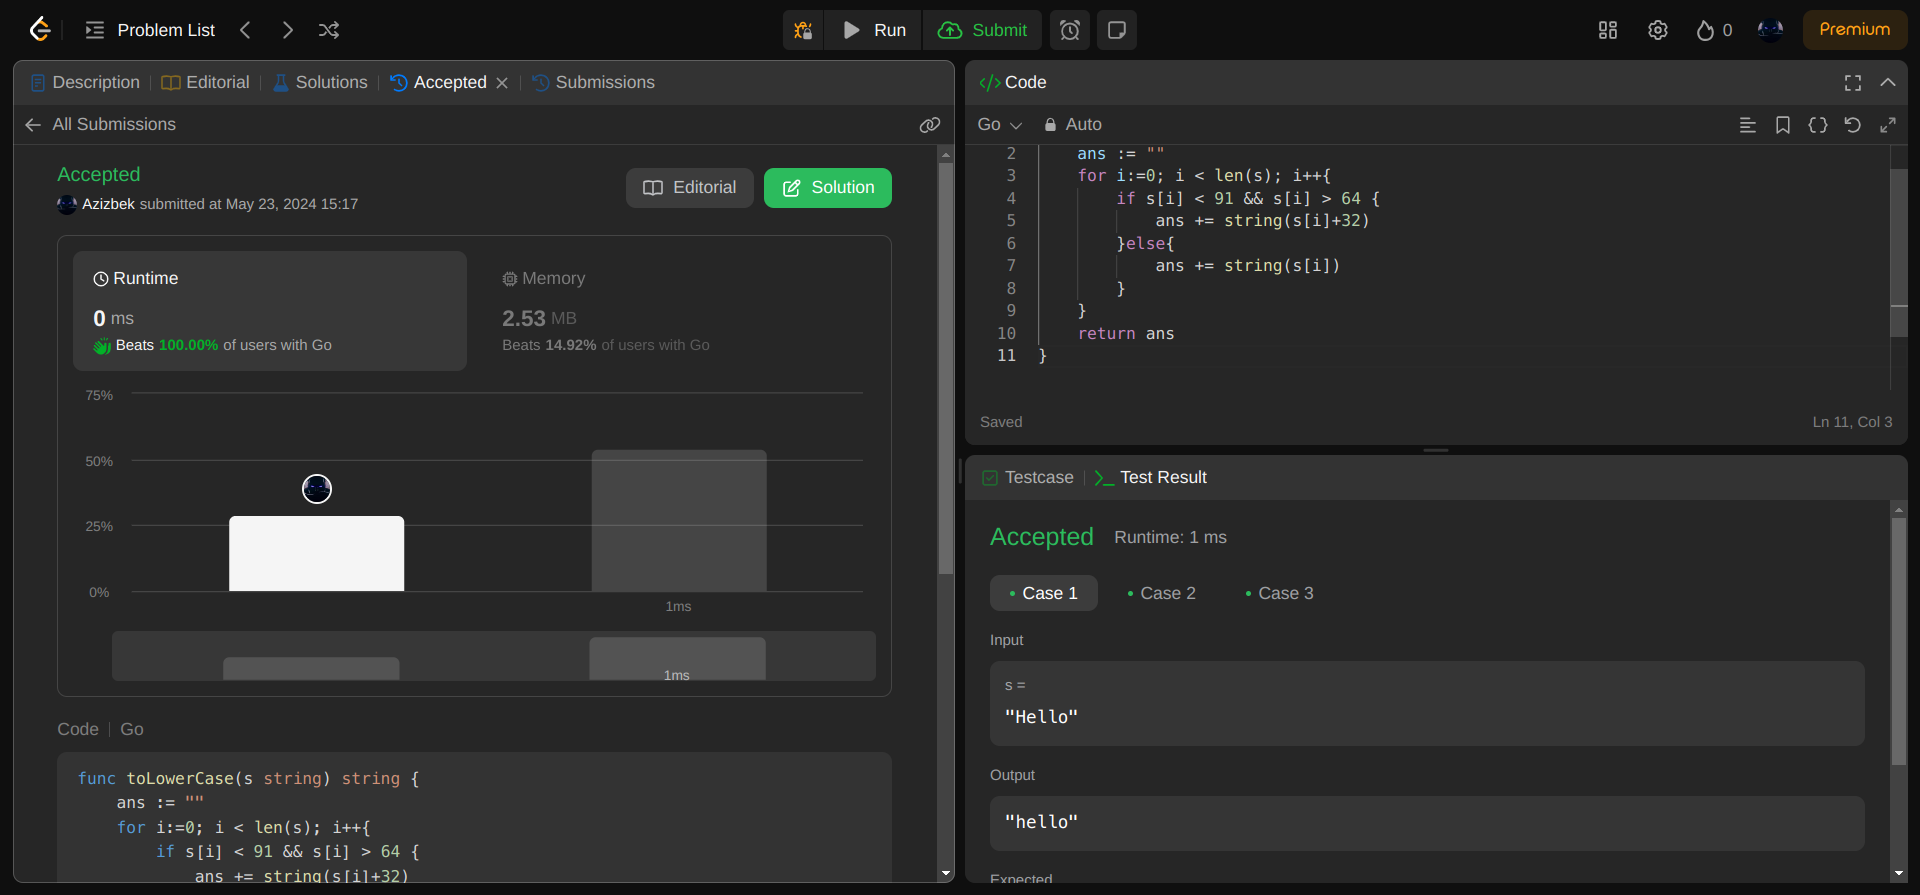 Problem List
Run
Submit
0
Premium
Description
Editorial
Solutions
Accepted
Submissions
All Submissions
Accepted
Azizbek submitted at May 23, 2024 15:17
Editorial
Solution
Runtime
0 ms
Beats 100.00% of users with Go
Memory
2.53 MB
Beats 14.92% of users with Go
75%
50%
25%
0%
1ms
1ms
Code
Go
func toLowerCase(s string) string {
    ans := ""
    for i:=0; i < len(s); i++{
        if s[i] < 91 && s[i] > 64 {
            ans += string(s[i]+32)
</> Code
Go
Auto
2     ans := ""
3     for i:=0; i < len(s); i++{
4         if s[i] < 91 && s[i] > 64 {
5             ans += string(s[i]+32)
6         }else{
7             ans += string(s[i])
8         }
9     }
10     return ans
11 }
Saved
Ln 11, Col 3
Testcase
Test Result
Accepted
Runtime: 1 ms
Case 1
Case 2
Case 3
Input
s =
"Hello"
Output
"hello"
Expected